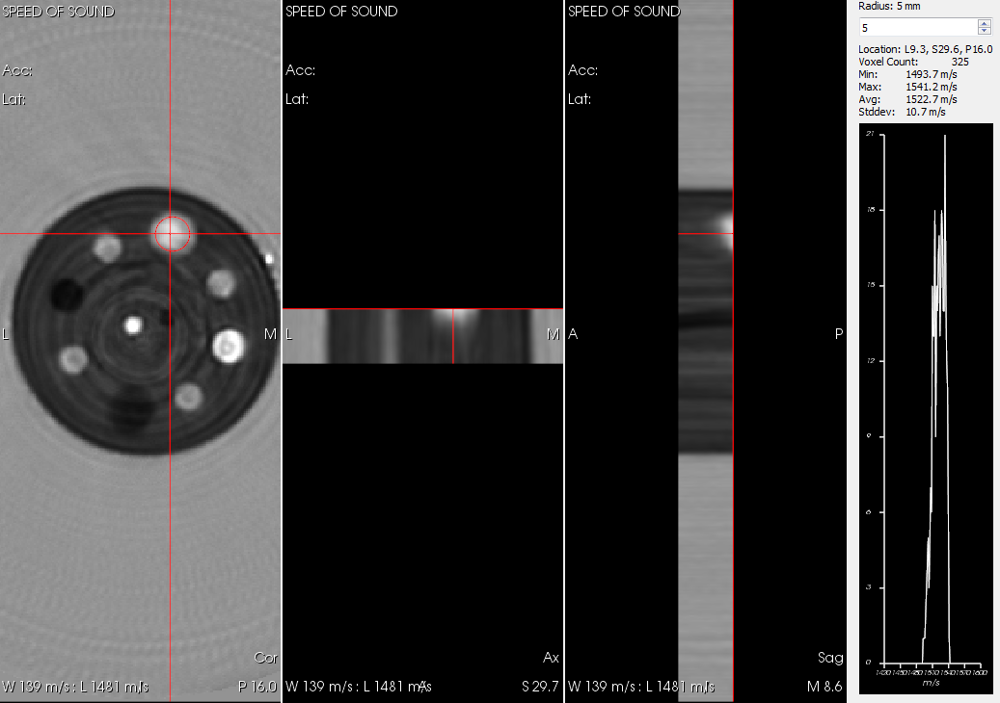 SPEED OF SOUND
Acc:
Lat:
L
M
Cor
W 139 m/s : L 1481 m/s
P 16.0
SPEED OF SOUND
Acc:
Lat:
L
M
Ax
W 139 m/s : L 1481 m/s
S 29.7
SPEED OF SOUND
Acc:
Lat:
A
P
Sag
W 139 m/s : L 1481 m/s
M 8.6
Radius: 5 mm
5
Location: L9.3, S29.6, P16.0
Voxel Count: 325
Min: 1493.7 m/s
Max: 1541.2 m/s
Avg: 1522.7 m/s
Stddev: 10.7 m/s
21
18
15
12
9
6
3
0
m/s